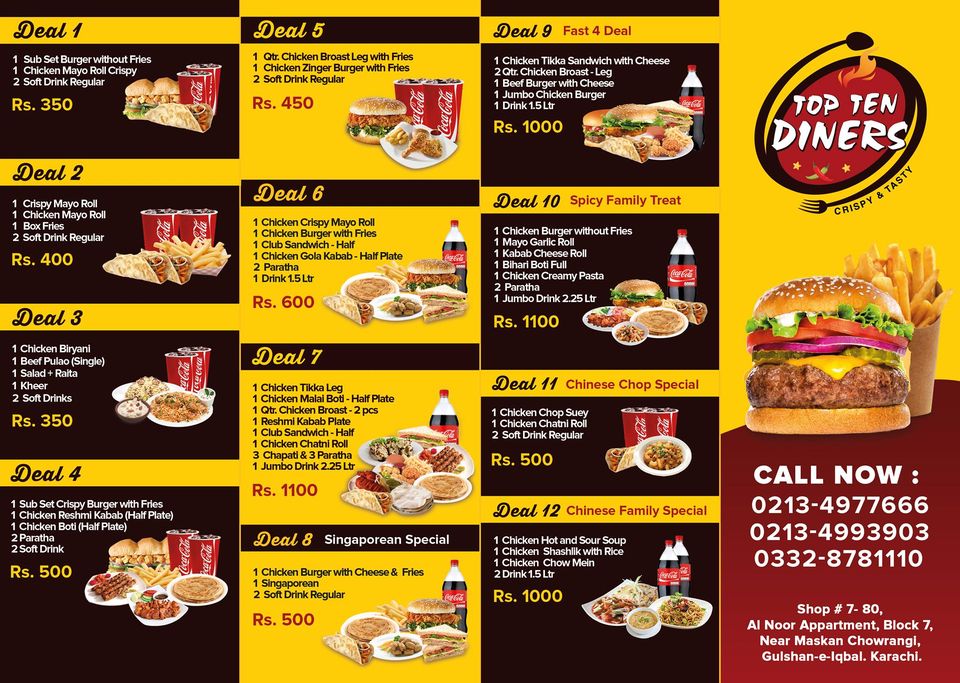 Deal 1
1 Sub Set Burger without Fries
1 Chicken Mayo Roll Crispy
2 Soft Drink Regular
Rs. 350
Deal 2
1 Crispy Mayo Roll
1 Chicken Mayo Roll
1 Box Fries
2 Soft Drink Regular
Rs. 400
Deal 3
1 Chicken Biryani
1 Beef Pulao (Single)
1 Salad + Raita
1 Kheer
2 Soft Drinks
Rs. 350
Deal 4
1 Sub Set Crispy Burger with Fries
1 Chicken Reshmi Kabab (Half Plate)
1 Chicken Boti (Half Plate)
2 Paratha
2 Soft Drink
Rs. 500
Deal 5
1 Qtr. Chicken Broast Leg with Fries
1 Chicken Zinger Burger with Fries
2 Soft Drink Regular
Rs. 450
Deal 6
1 Chicken Crispy Mayo Roll
1 Chicken Burger with Fries
1 Club Sandwich - Half
1 Chicken Gola Kabab - Half Plate
2 Paratha
1 Drink 1.5 Ltr
Rs. 600
Deal 7
1 Chicken Tikka Leg
1 Chicken Malai Boti - Half Plate
1 Qtr. Chicken Broast - 2 pcs
1 Reshmi Kabab Plate
1 Club Sandwich - Half
1 Chicken Chatni Roll
3 Chapati & 3 Paratha
1 Jumbo Drink 2.25 Ltr
Rs. 1100
Deal 8 Singaporean Special
1 Chicken Burger with Cheese & Fries
1 Singaporean
2 Soft Drink Regular
Rs. 500
Deal 9 Fast 4 Deal
1 Chicken Tikka Sandwich with Cheese
2 Qtr. Chicken Broast - Leg
1 Beef Burger with Cheese
1 Jumbo Chicken Burger
1 Drink 1.5 Ltr
Rs. 1000
Deal 10 Spicy Family Treat
1 Chicken Burger without Fries
1 Mayo Garlic Roll
1 Kabab Cheese Roll
1 Bihari Boti Full
1 Chicken Creamy Pasta
2 Paratha
1 Jumbo Drink 2.25 Ltr
Rs. 1100
Deal 11 Chinese Chop Special
1 Chicken Chop Suey
1 Chicken Chatni Roll
2 Soft Drink Regular
Rs. 500
Deal 12 Chinese Family Special
1 Chicken Hot and Sour Soup
1 Chicken Shashlik with Rice
1 Chicken Chow Mein
2 Drink 1.5 Ltr
Rs. 1000
TOP TEN
DINERS
CRISPY & TASTY
CALL NOW :
0213-4977666
0213-4993903
0332-8781110
Shop # 7- 80,
Al Noor Appartment, Block 7,
Near Maskan Chowrangi,
Gulshan-e-Iqbal. Karachi.
Coca-Cola